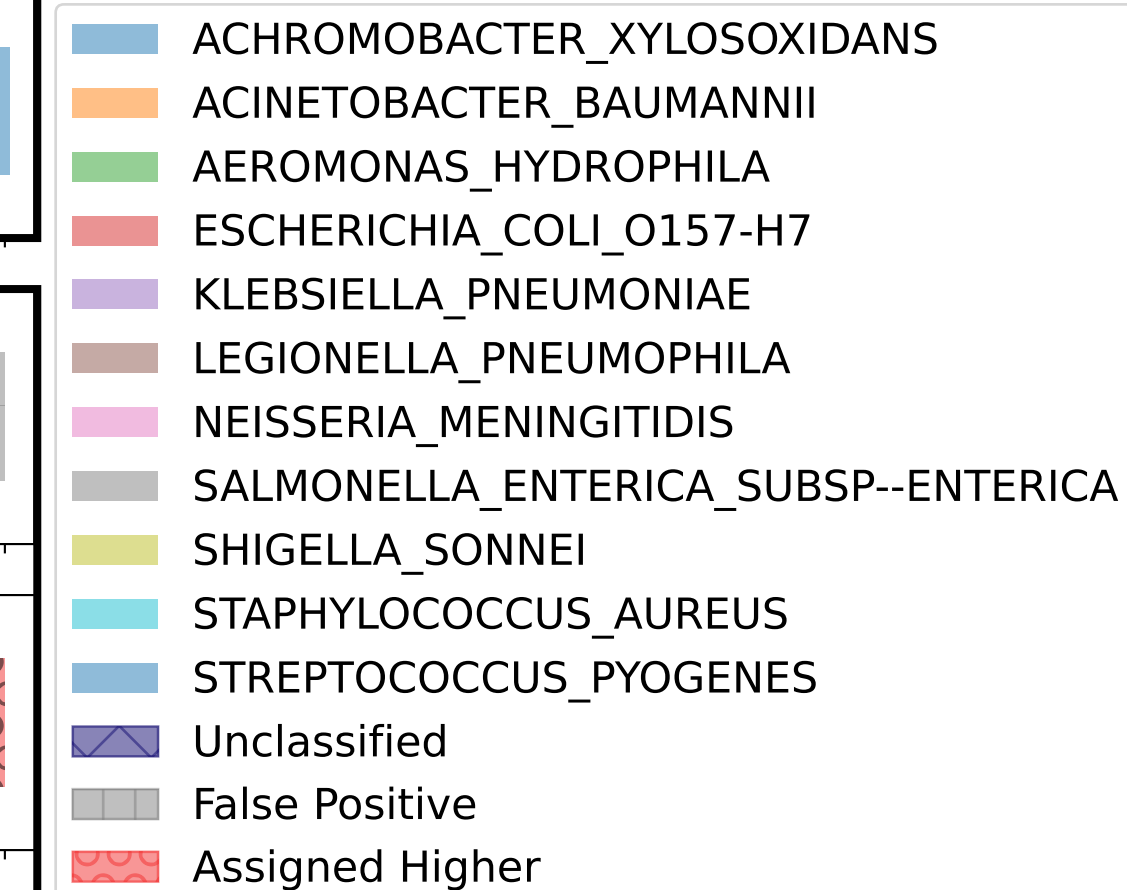 ACHROMOBACTER_XYLOSOXIDANS
ACINETOBACTER_BAUMANNII
AEROMONAS_HYDROPHILA
ESCHERICHIA_COLI_O157-H7
KLEBSIELLA_PNEUMONIAE
LEGIONELLA_PNEUMOPHILA
NEISSERIA_MENINGITIDIS
SALMONELLA_ENTERICA_SUBSP--ENTERICA
SHIGELLA_SONNEI
STAPHYLOCOCCUS_AUREUS
STREPTOCOCCUS_PYOGENES
Unclassified
False Positive
Assigned Higher